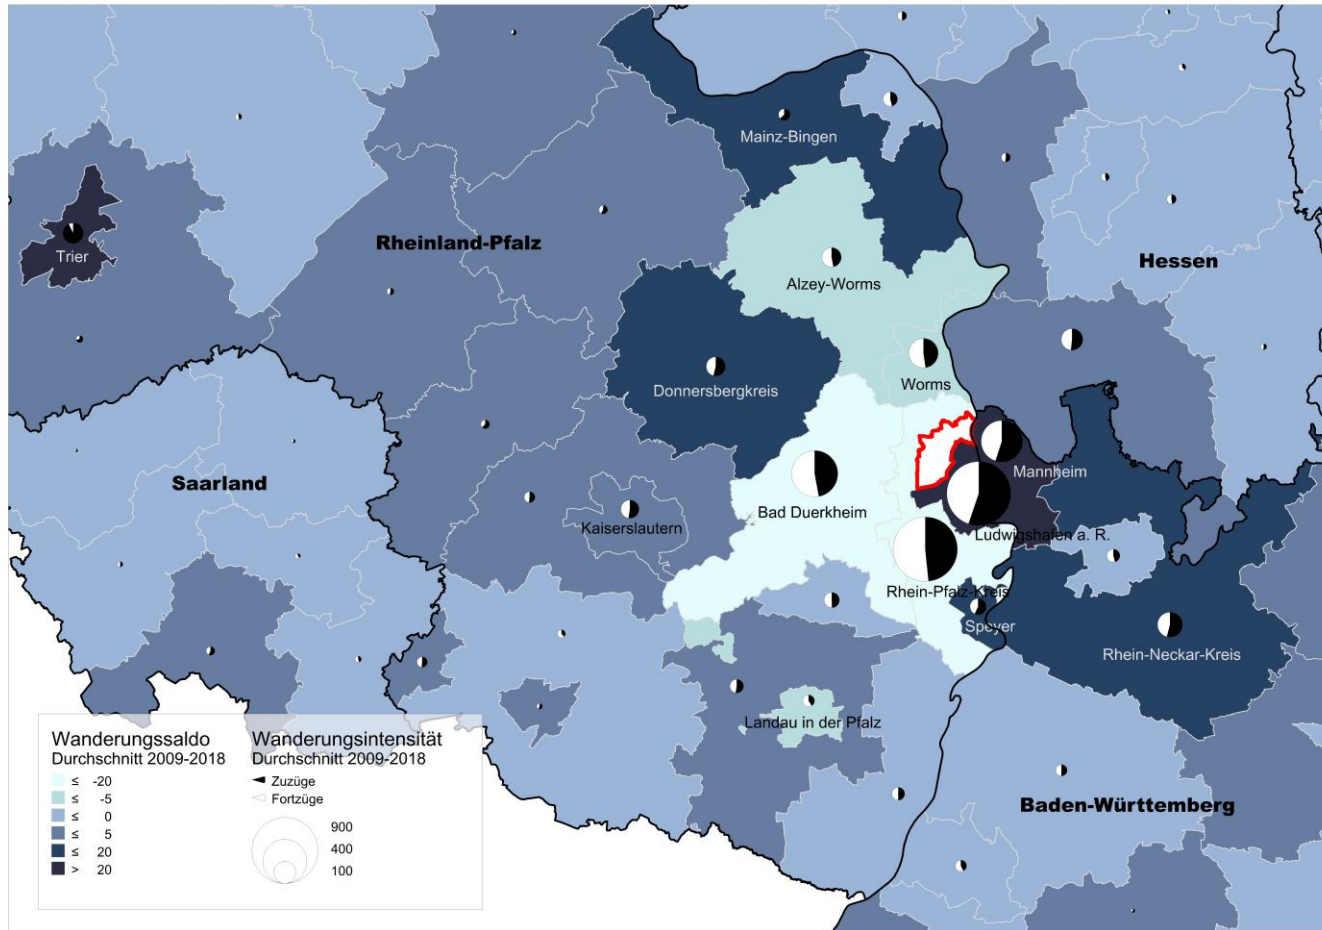 Mainz-Bingen
Rheinland-Pfalz
Trier
Hessen
Alzey-Worms
Donnersbergkreis
Worms
Mannheim
Saarland
Bad Duerkheim
Kaiserslautern
Ludwigshafen a. R.
Rhein-Pfalz-Kreis
Speyer
Rhein-Neckar-Kreis
Landau in der Pfalz
Baden-Württemberg
Wanderungssaldo
Durchschnitt 2009-2018
≤ -20
≤ -5
≤ 0
≤ 5
≤ 20
> 20
Wanderungsintensität
Durchschnitt 2009-2018
Zuzüge
Fortzüge
900
400
100